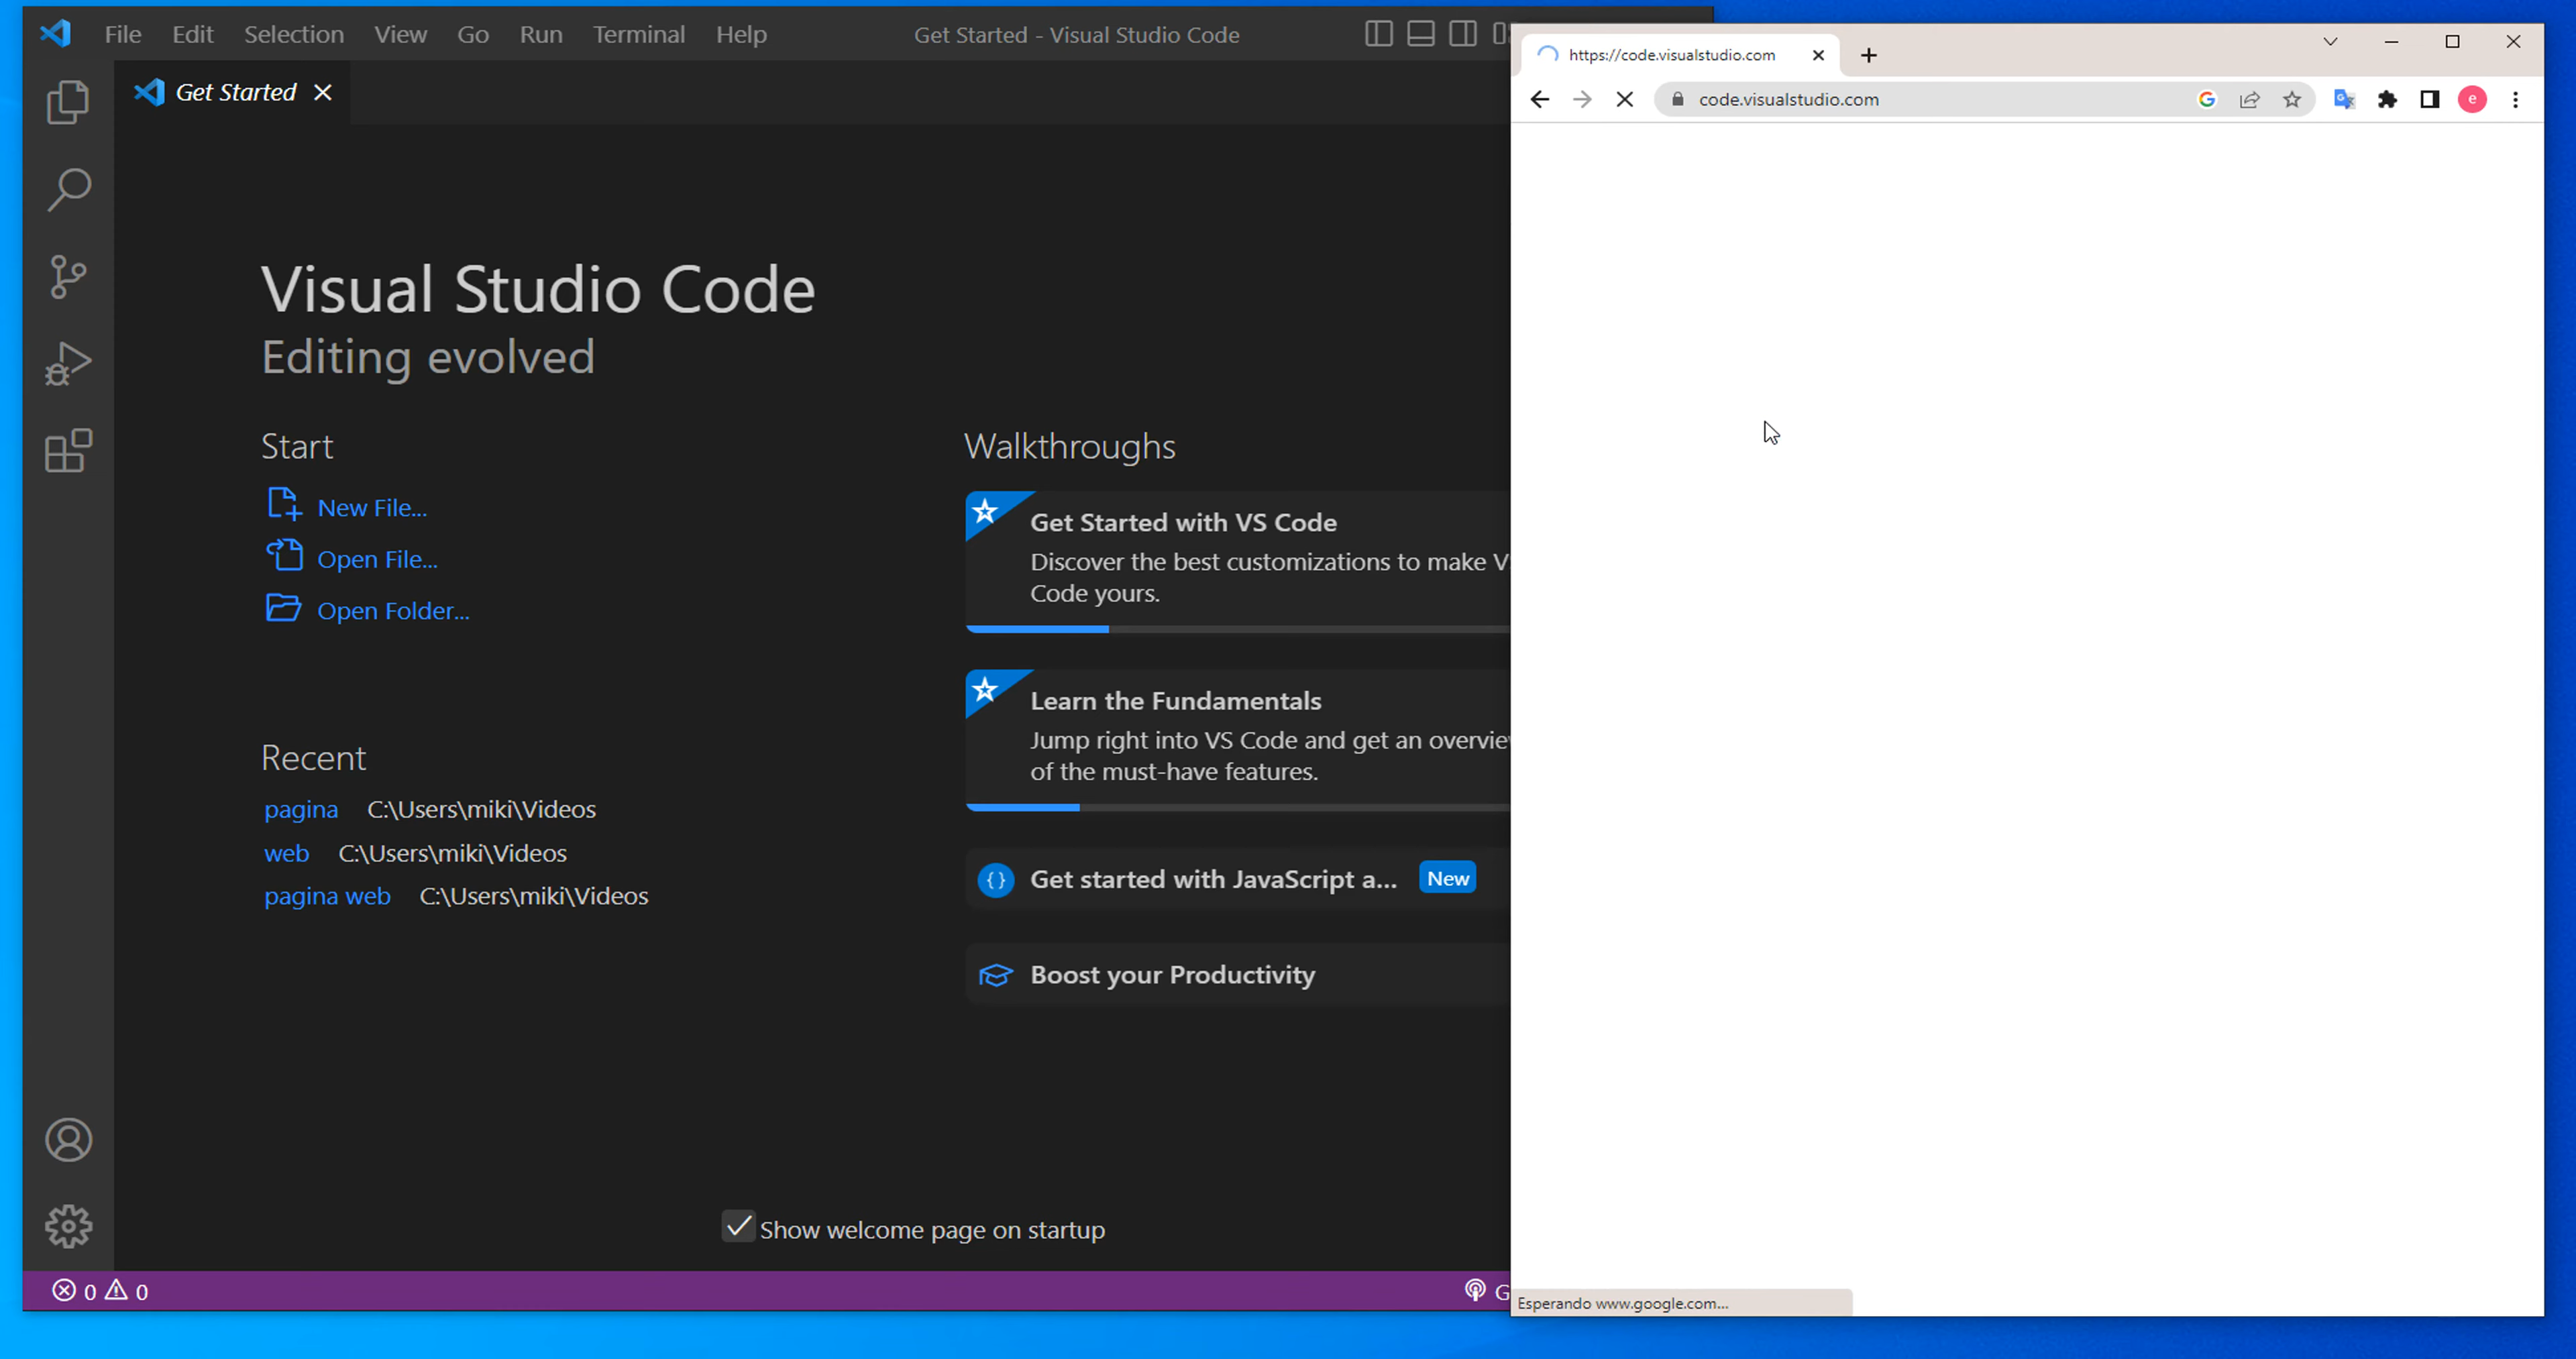 File Edit Selection View Go Run Terminal Help
Get Started - Visual Studio Code
Get Started
Visual Studio Code
Editing evolved
Start
New File...
Open File...
Open Folder...
Recent
pagina C:\Users\miki\Videos
web C:\Users\miki\Videos
pagina web C:\Users\miki\Videos
Walkthroughs
Get Started with VS Code
Discover the best customizations to make V
Code yours.
Learn the Fundamentals
Jump right into VS Code and get an overvie
of the must-have features.
Get started with JavaScript a... New
Boost your Productivity
Show welcome page on startup
0 0
G
https://code.visualstudio.com
code.visualstudio.com
e
Esperando www.google.com...